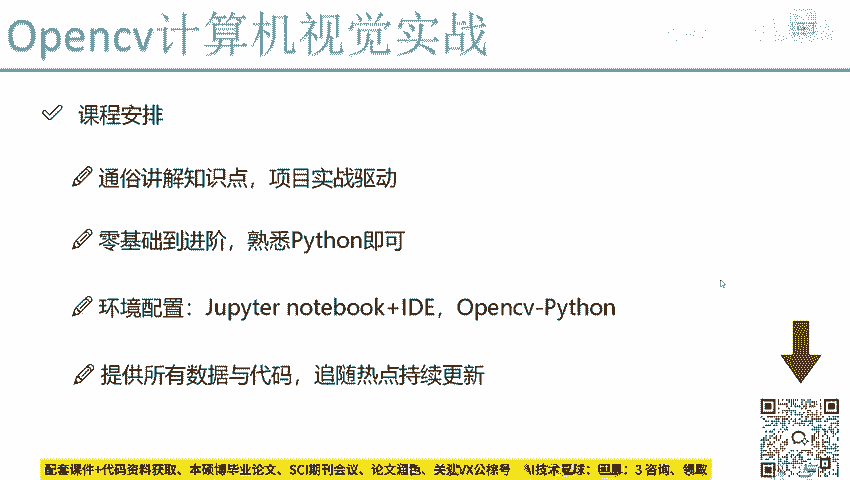 Opencv计算机视觉实战
课程安排
通俗讲解知识点，项目实战驱动
零基础到进阶，熟悉Python即可
环境配置：Jupyter notebook+IDE，Opencv-Python
提供所有数据与代码，追随热点持续更新
配套课件+代码资料获取、本硕博毕业论文、SCI期刊会议、论文润色、关注VX公棕号 技术星球：回暴：3 咨询、领取